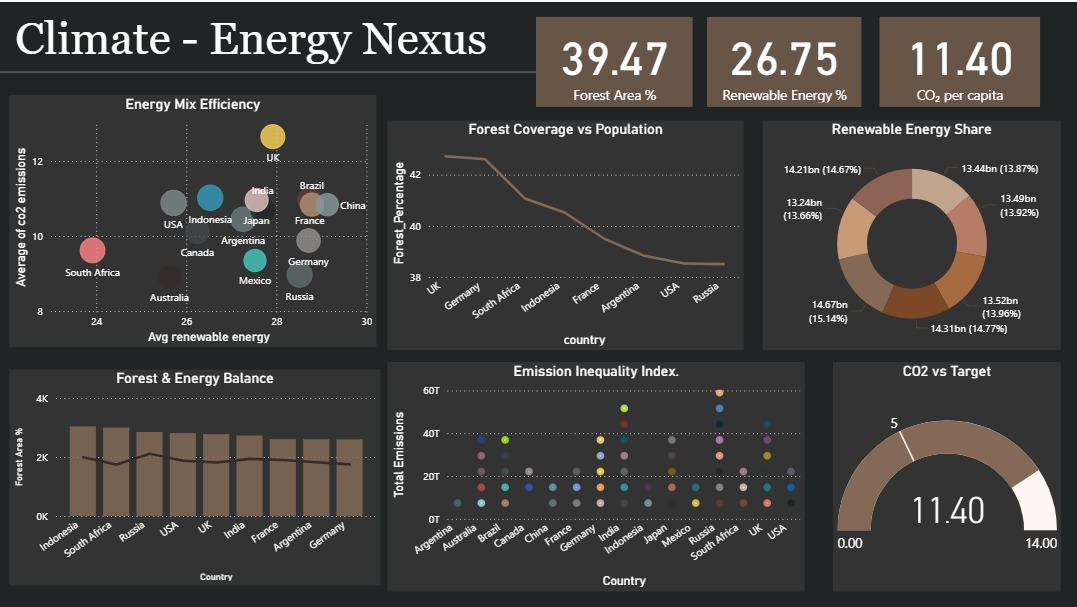 Climate - Energy Nexus
39.47
Forest Area %
26.75
Renewable Energy %
11.40
CO₂ per capita
Energy Mix Efficiency
Average of co2 emissions
12
10
8
UK
India
Brazil
China
USA
Indonesia
Japan
France
Argentina
Canada
Germany
South Africa
Mexico
Australia
Russia
24
26
28
30
Avg renewable energy
Forest Coverage vs Population
Forest_Percentage
42
40
38
UK
Germany
South Africa
Indonesia
France
Argentina
USA
Russia
country
Renewable Energy Share
14.21bn (14.67%)
13.44bn (13.87%)
13.24bn
(13.66%)
13.49bn
(13.92%)
14.67bn
(15.14%)
13.52bn
(13.96%)
14.31bn (14.77%)
Forest & Energy Balance
Forest Area %
4K
2K
0K
Indonesia
South Africa
Russia
USA
UK
India
France
Argentina
Germany
Country
Emission Inequality Index.
Total Emissions
60T
40T
20T
0T
Argentina
Australia
Brazil
Canada
China
France
Germany
India
Indonesia
Japan
Mexico
Russia
South Africa
UK
USA
Country
CO2 vs Target
5
11.40
0.00
14.00